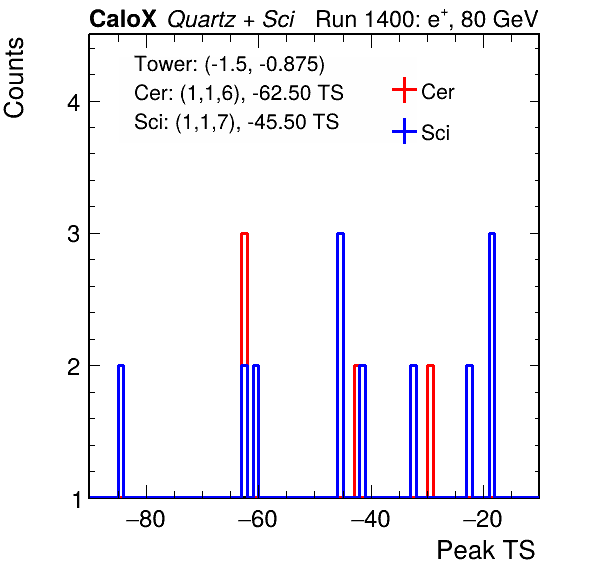 CaloX Quartz + Sci Run 1400: e⁺, 80 GeV
Counts
Tower: (-1.5, -0.875)
Cer: (1,1,6), -62.50 TS
Sci: (1,1,7), -45.50 TS
Cer
Sci
4
3
2
1
−80 −60 −40 −20
Peak TS